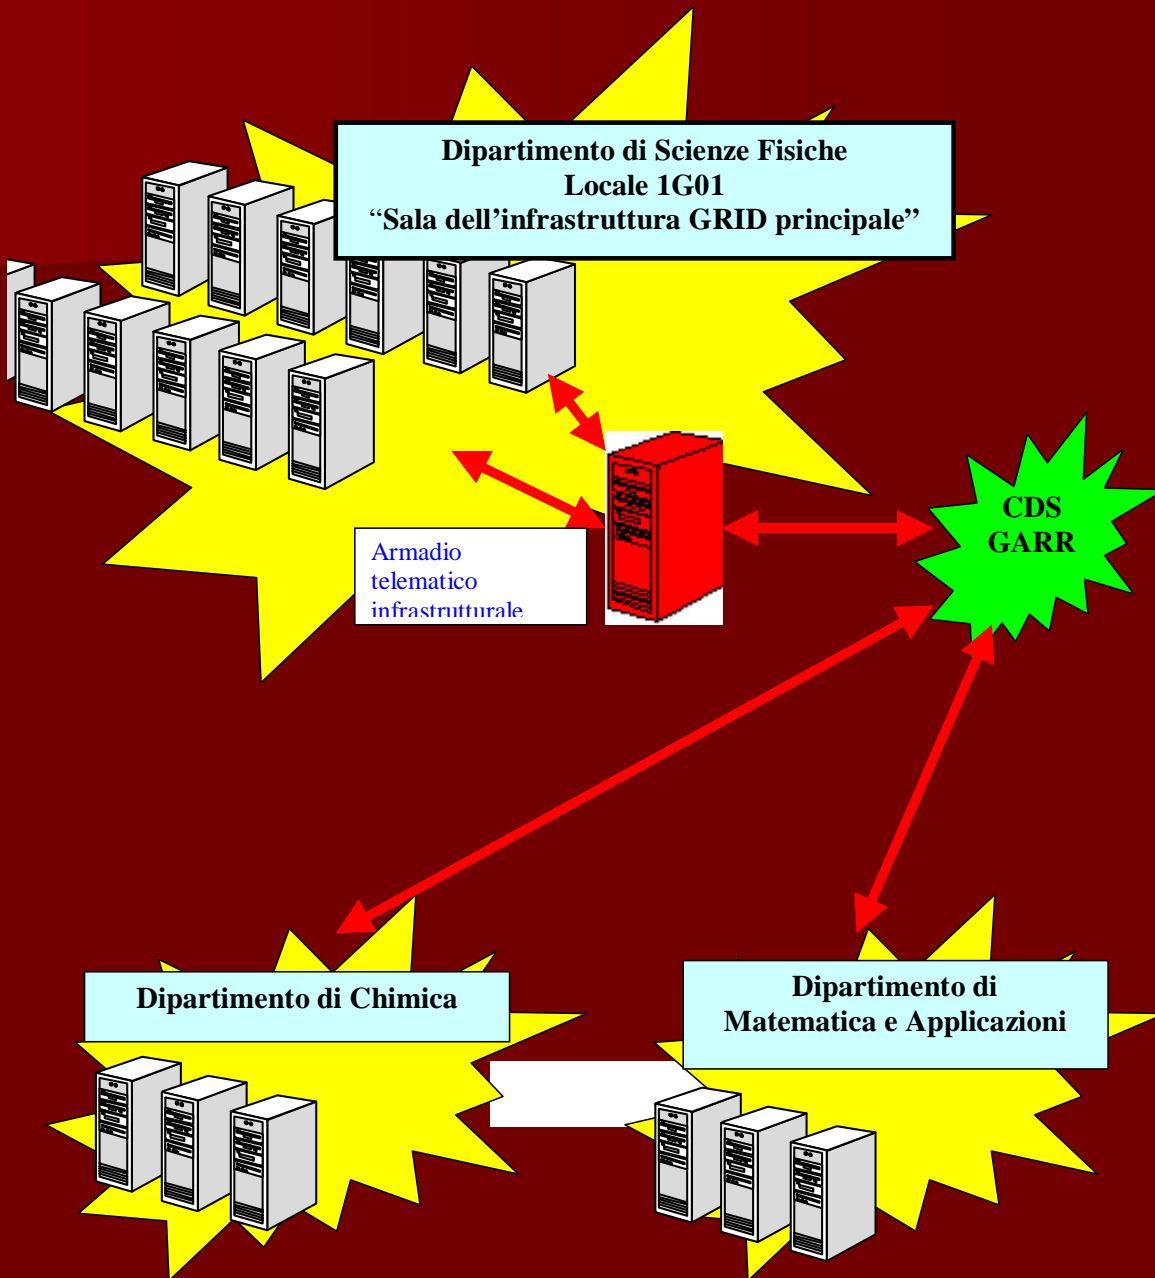 Dipartimento di Scienze Fisiche
Locale 1G01
“Sala dell’infrastruttura GRID principale”
CDS
GARR
Armadio
telematico
infrastrutturale
Dipartimento di Chimica
Dipartimento di
Matematica e Applicazioni